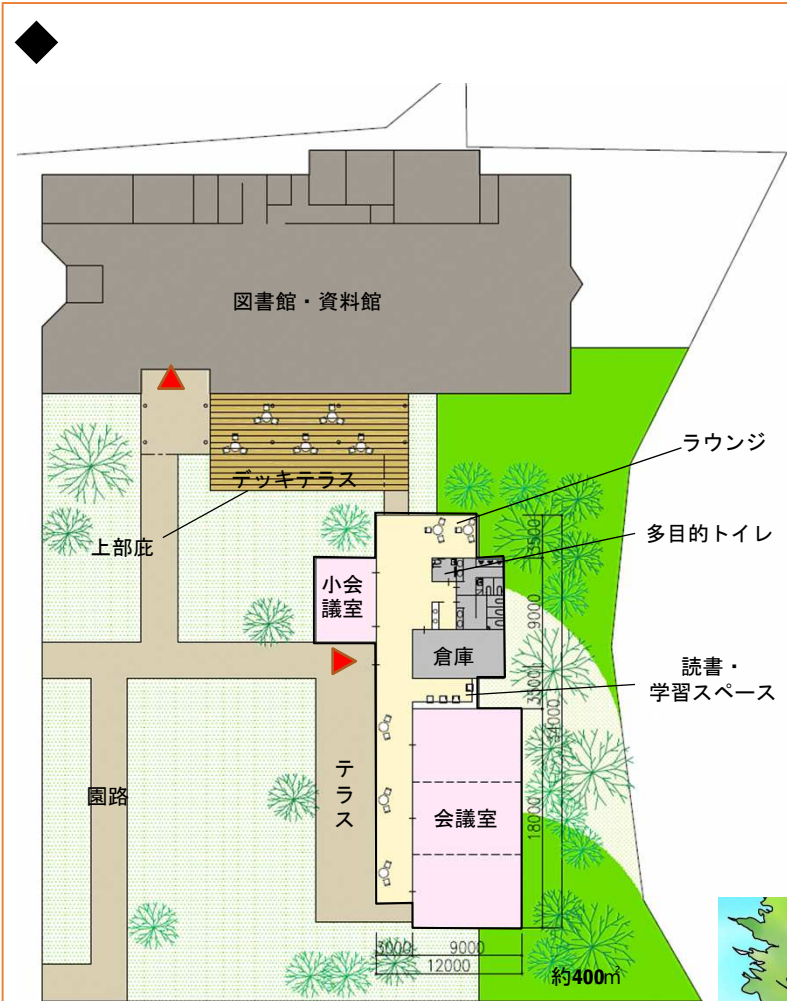 図書館・資料館
ラウンジ
デッキテラス
多目的トイレ
上部庇
3500
小会
議室
9000
倉庫
読書・
学習スペース
3500
34000
テ
ラ
ス
園路
会議室
18000
3000
9000
12000
約400㎡